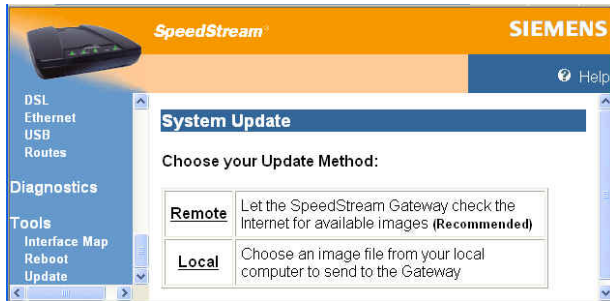 SpeedStream®
SIEMENS
Help
DSL
Ethernet
USB
Routes
Diagnostics
Tools
Interface Map
Reboot
Update
System Update
Choose your Update Method:
Remote
Let the SpeedStream Gateway check the
Internet for available images (Recommended)
Local
Choose an image file from your local
computer to send to the Gateway